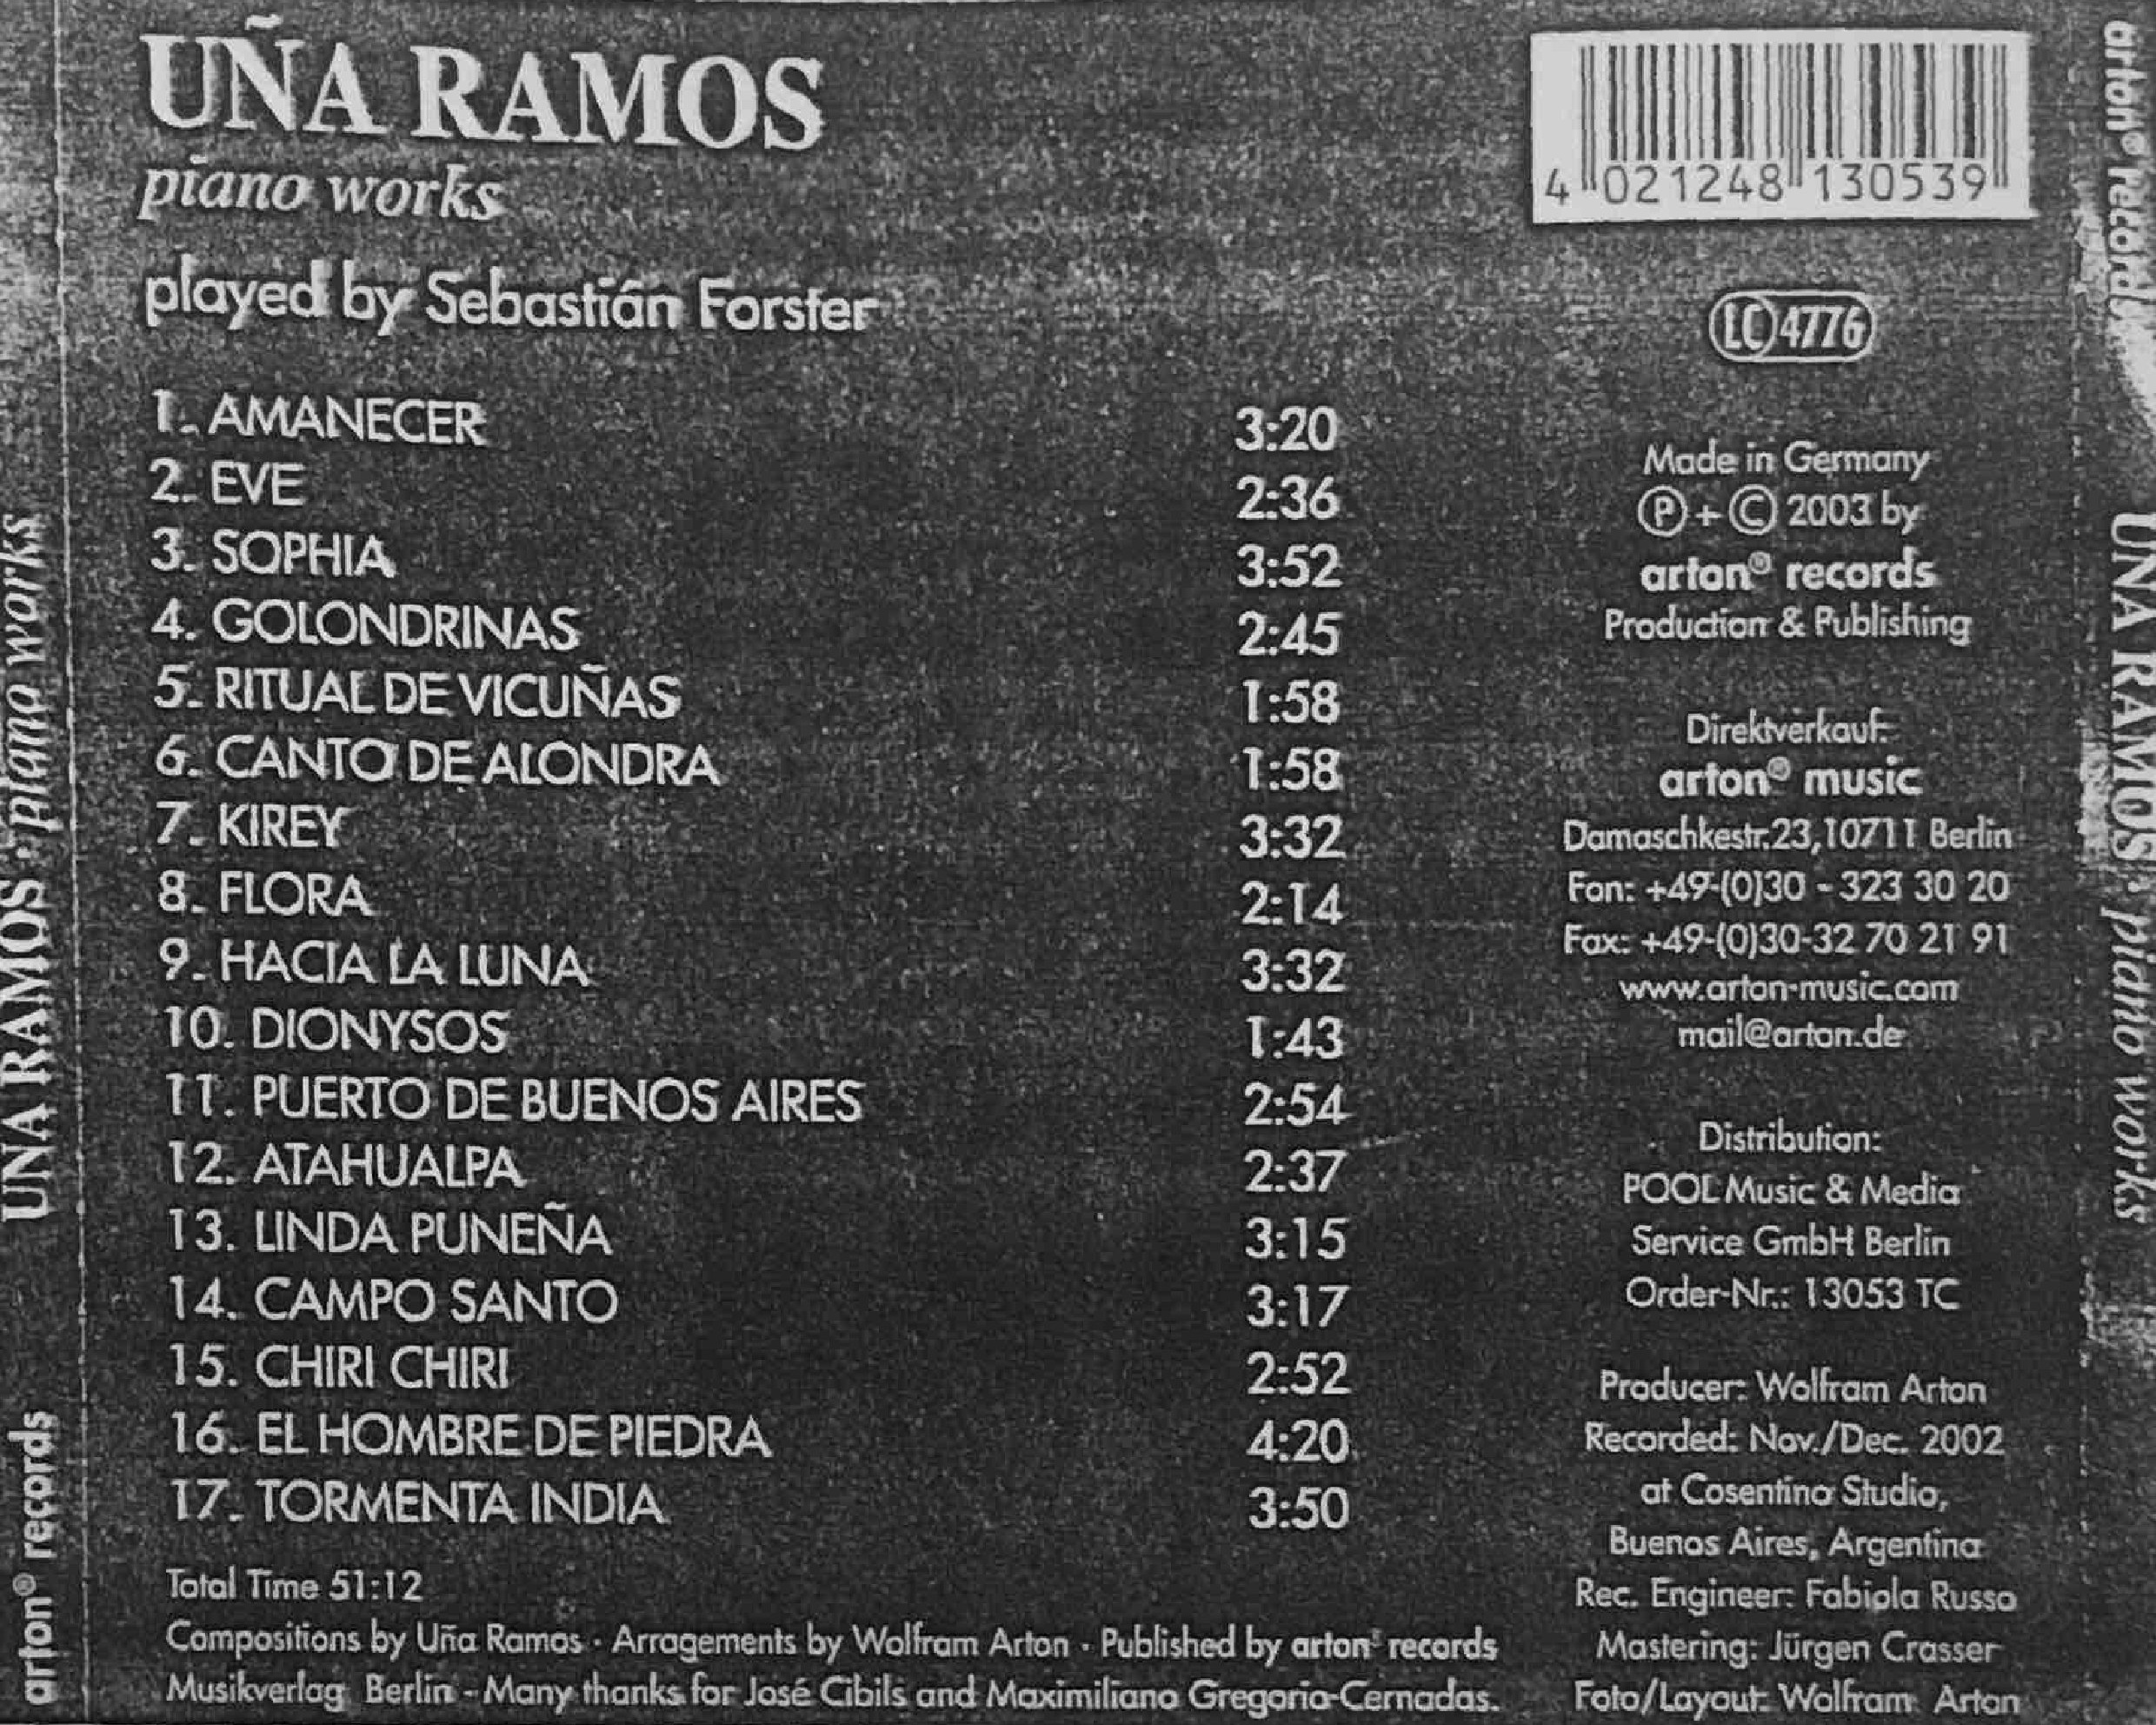 UÑA RAMOS
piano works
played by Sebastián Forster
1. AMANECER 3:20
2. EVE 2:36
3. SOPHIA 3:52
4. GOLONDRINAS 2:45
5. RITUAL DE VICUÑAS 1:58
6. CANTO DE ALONDRA 1:58
7. KIREY 3:32
8. FLORA 2:14
9. HACIA LA LUNA 3:32
10. DIONYSOS 1:43
11. PUERTO DE BUENOS AIRES 2:54
12. ATAHUALPA 2:37
13. LINDA PUNEÑA 3:15
14. CAMPO SANTO 3:17
15. CHIRI CHIRI 2:52
16. EL HOMBRE DE PIEDRA 4:20
17. TORMENTA INDIA 3:50
Total Time 51:12
Compositions by Uña Ramos · Arragements by Wolfram Arton · Published by arton® records
Musikverlag Berlin - Many thanks for José Cibils and Maximiliano Gregorio-Cernadas.
4 021248 130539
LC 4776
Made in Germany
Ⓟ + © 2003 by
arton® records
Production & Publishing
Direktverkauf:
arton® music
Damaschkestr.23,10711 Berlin
Fon: +49-(0)30 - 323 30 20
Fax: +49-(0)30-32 70 21 91
www.arton-music.com
mail@arton.de
Distribution:
POOL Music & Media
Service GmbH Berlin
Order-Nr.: 13053 TC
Producer: Wolfram Arton
Recorded: Nov./Dec. 2002
at Cosentino Studio,
Buenos Aires, Argentina
Rec. Engineer: Fabiola Russo
Mastering: Jürgen Crasser
Foto/Layout: Wolfram Arton
arton® records UÑA RAMOS · piano works
arton® records UÑA RAMOS · piano works